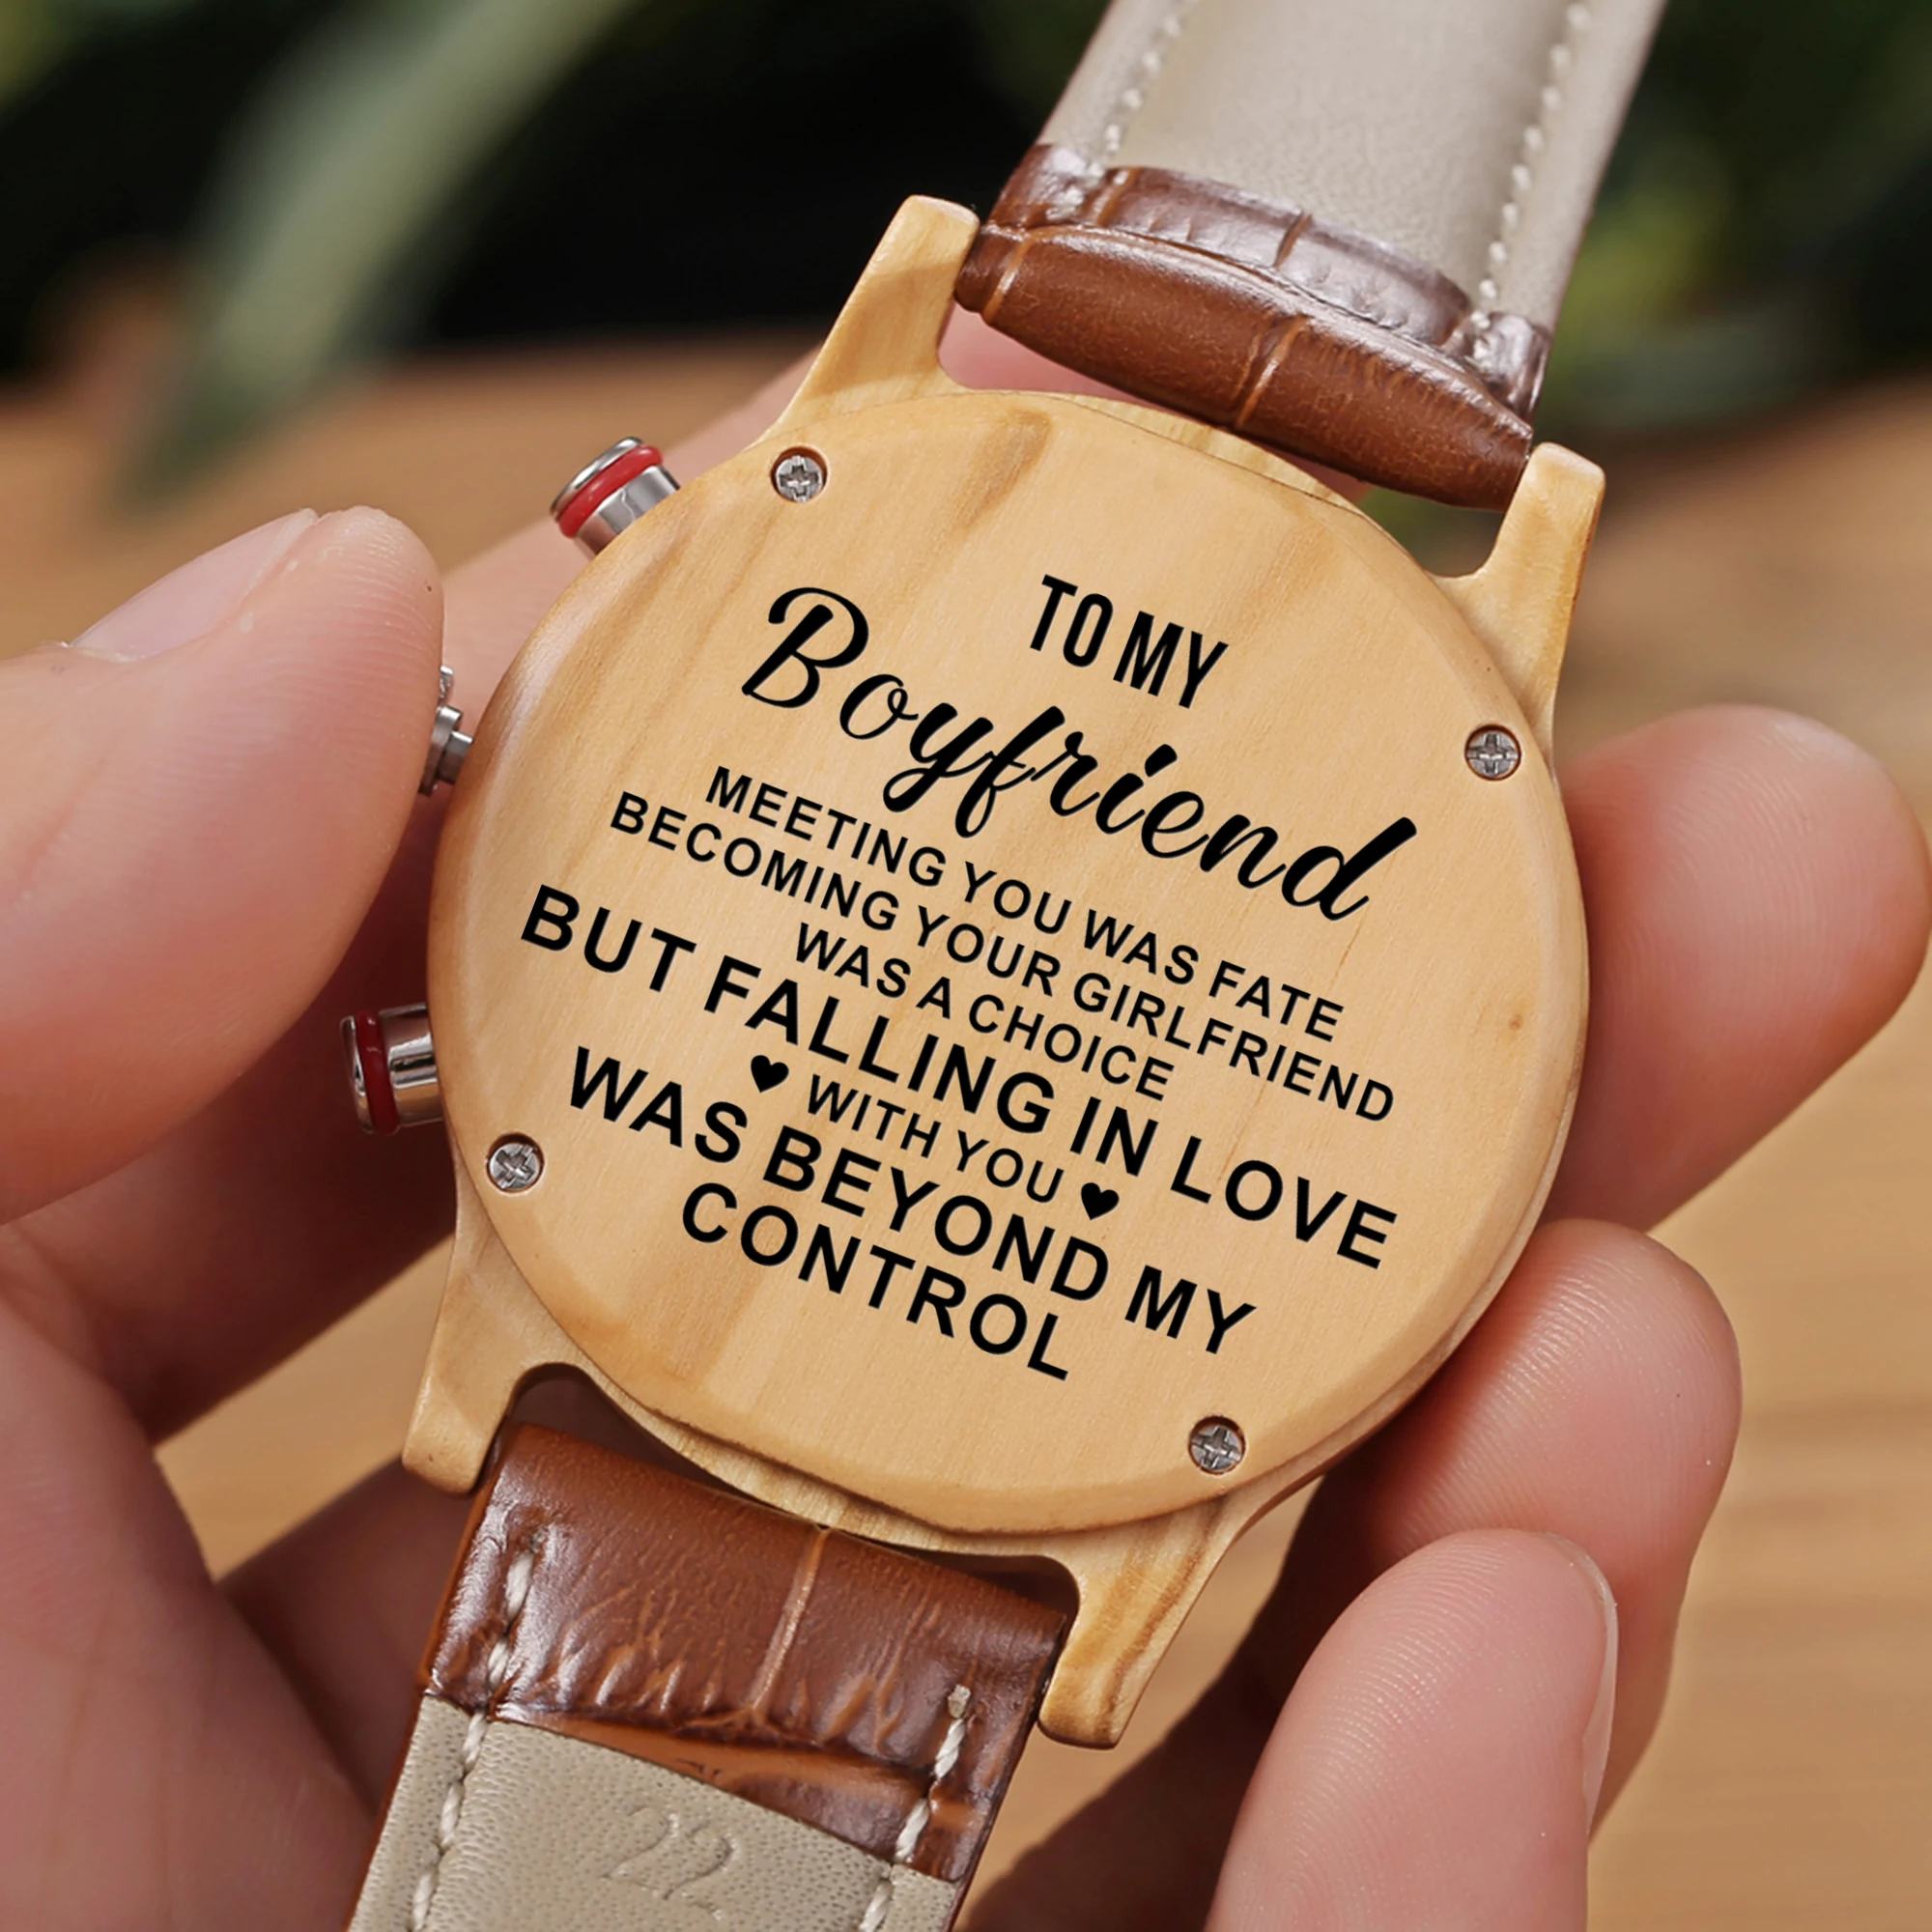 TO MY
Boyfriend
MEETING YOU WAS FATE
BECOMING YOUR GIRLFRIEND
WAS A CHOICE
BUT FALLING IN LOVE
♥ WITH YOU ♥
WAS BEYOND MY
CONTROL
22